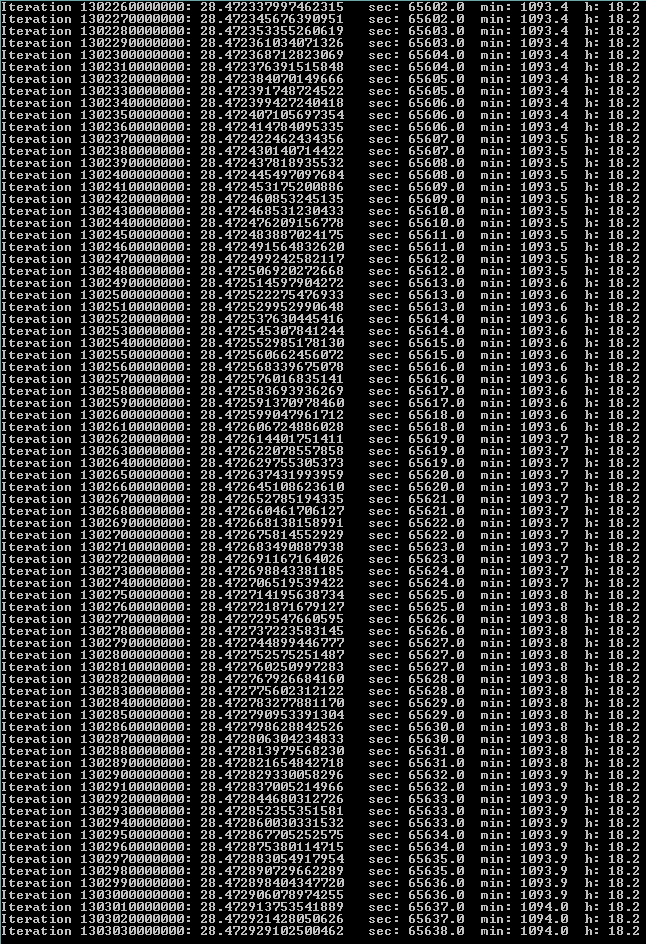 Iteration 1302260000000: 28.472337997462315 sec: 65602.0 min: 1093.4 h: 18.2
Iteration 1302270000000: 28.472345676390951 sec: 65602.0 min: 1093.4 h: 18.2
Iteration 1302280000000: 28.472353355260619 sec: 65603.0 min: 1093.4 h: 18.2
Iteration 1302290000000: 28.472361034071326 sec: 65603.0 min: 1093.4 h: 18.2
Iteration 1302300000000: 28.472368712823069 sec: 65604.0 min: 1093.4 h: 18.2
Iteration 1302310000000: 28.472376391515848 sec: 65604.0 min: 1093.4 h: 18.2
Iteration 1302320000000: 28.472384070149666 sec: 65605.0 min: 1093.4 h: 18.2
Iteration 1302330000000: 28.472391748724522 sec: 65605.0 min: 1093.4 h: 18.2
Iteration 1302340000000: 28.472399427240418 sec: 65606.0 min: 1093.4 h: 18.2
Iteration 1302350000000: 28.472407105697354 sec: 65606.0 min: 1093.4 h: 18.2
Iteration 1302360000000: 28.472414784095335 sec: 65606.0 min: 1093.4 h: 18.2
Iteration 1302370000000: 28.472422462434356 sec: 65607.0 min: 1093.5 h: 18.2
Iteration 1302380000000: 28.472430140714422 sec: 65607.0 min: 1093.5 h: 18.2
Iteration 1302390000000: 28.472437818935532 sec: 65608.0 min: 1093.5 h: 18.2
Iteration 1302400000000: 28.472445497097684 sec: 65608.0 min: 1093.5 h: 18.2
Iteration 1302410000000: 28.472453175200886 sec: 65609.0 min: 1093.5 h: 18.2
Iteration 1302420000000: 28.472460853245135 sec: 65609.0 min: 1093.5 h: 18.2
Iteration 1302430000000: 28.472468531230433 sec: 65610.0 min: 1093.5 h: 18.2
Iteration 1302440000000: 28.472476209156778 sec: 65610.0 min: 1093.5 h: 18.2
Iteration 1302450000000: 28.472483887024175 sec: 65611.0 min: 1093.5 h: 18.2
Iteration 1302460000000: 28.472491564832620 sec: 65611.0 min: 1093.5 h: 18.2
Iteration 1302470000000: 28.472499242582117 sec: 65612.0 min: 1093.5 h: 18.2
Iteration 1302480000000: 28.472506920272668 sec: 65612.0 min: 1093.5 h: 18.2
Iteration 1302490000000: 28.472514597904272 sec: 65613.0 min: 1093.6 h: 18.2
Iteration 1302500000000: 28.472522275476933 sec: 65613.0 min: 1093.6 h: 18.2
Iteration 1302510000000: 28.472529952990648 sec: 65613.0 min: 1093.6 h: 18.2
Iteration 1302520000000: 28.472537630445416 sec: 65614.0 min: 1093.6 h: 18.2
Iteration 1302530000000: 28.472545307841244 sec: 65614.0 min: 1093.6 h: 18.2
Iteration 1302540000000: 28.472552985178130 sec: 65615.0 min: 1093.6 h: 18.2
Iteration 1302550000000: 28.472560662456072 sec: 65615.0 min: 1093.6 h: 18.2
Iteration 1302560000000: 28.472568339675078 sec: 65616.0 min: 1093.6 h: 18.2
Iteration 1302570000000: 28.472576016835141 sec: 65616.0 min: 1093.6 h: 18.2
Iteration 1302580000000: 28.472583693936269 sec: 65617.0 min: 1093.6 h: 18.2
Iteration 1302590000000: 28.472591370978460 sec: 65617.0 min: 1093.6 h: 18.2
Iteration 1302600000000: 28.472599047961712 sec: 65618.0 min: 1093.6 h: 18.2
Iteration 1302610000000: 28.472606724886028 sec: 65618.0 min: 1093.6 h: 18.2
Iteration 1302620000000: 28.472614401751411 sec: 65619.0 min: 1093.7 h: 18.2
Iteration 1302630000000: 28.472622078557858 sec: 65619.0 min: 1093.7 h: 18.2
Iteration 1302640000000: 28.472629755305373 sec: 65619.0 min: 1093.7 h: 18.2
Iteration 1302650000000: 28.472637431993959 sec: 65620.0 min: 1093.7 h: 18.2
Iteration 1302660000000: 28.472645108623610 sec: 65620.0 min: 1093.7 h: 18.2
Iteration 1302670000000: 28.472652785194335 sec: 65621.0 min: 1093.7 h: 18.2
Iteration 1302680000000: 28.472660461706127 sec: 65621.0 min: 1093.7 h: 18.2
Iteration 1302690000000: 28.472668138158991 sec: 65622.0 min: 1093.7 h: 18.2
Iteration 1302700000000: 28.472675814552929 sec: 65622.0 min: 1093.7 h: 18.2
Iteration 1302710000000: 28.472683490887938 sec: 65623.0 min: 1093.7 h: 18.2
Iteration 1302720000000: 28.472691167164026 sec: 65623.0 min: 1093.7 h: 18.2
Iteration 1302730000000: 28.472698843381185 sec: 65624.0 min: 1093.7 h: 18.2
Iteration 1302740000000: 28.472706519539422 sec: 65624.0 min: 1093.7 h: 18.2
Iteration 1302750000000: 28.472714195638734 sec: 65625.0 min: 1093.8 h: 18.2
Iteration 1302760000000: 28.472721871679127 sec: 65625.0 min: 1093.8 h: 18.2
Iteration 1302770000000: 28.472729547660595 sec: 65626.0 min: 1093.8 h: 18.2
Iteration 1302780000000: 28.472737223583145 sec: 65626.0 min: 1093.8 h: 18.2
Iteration 1302790000000: 28.472744899446777 sec: 65627.0 min: 1093.8 h: 18.2
Iteration 1302800000000: 28.472752575251487 sec: 65627.0 min: 1093.8 h: 18.2
Iteration 1302810000000: 28.472760250997283 sec: 65627.0 min: 1093.8 h: 18.2
Iteration 1302820000000: 28.472767926684160 sec: 65628.0 min: 1093.8 h: 18.2
Iteration 1302830000000: 28.472775602312122 sec: 65628.0 min: 1093.8 h: 18.2
Iteration 1302840000000: 28.472783277881170 sec: 65629.0 min: 1093.8 h: 18.2
Iteration 1302850000000: 28.472790953391304 sec: 65629.0 min: 1093.8 h: 18.2
Iteration 1302860000000: 28.472798628842526 sec: 65630.0 min: 1093.8 h: 18.2
Iteration 1302870000000: 28.472806304234833 sec: 65630.0 min: 1093.8 h: 18.2
Iteration 1302880000000: 28.472813979568230 sec: 65631.0 min: 1093.8 h: 18.2
Iteration 1302890000000: 28.472821654842718 sec: 65631.0 min: 1093.8 h: 18.2
Iteration 1302900000000: 28.472829330058296 sec: 65632.0 min: 1093.9 h: 18.2
Iteration 1302910000000: 28.472837005214966 sec: 65632.0 min: 1093.9 h: 18.2
Iteration 1302920000000: 28.472844680312726 sec: 65633.0 min: 1093.9 h: 18.2
Iteration 1302930000000: 28.472852355351581 sec: 65633.0 min: 1093.9 h: 18.2
Iteration 1302940000000: 28.472860030331532 sec: 65633.0 min: 1093.9 h: 18.2
Iteration 1302950000000: 28.472867705252575 sec: 65634.0 min: 1093.9 h: 18.2
Iteration 1302960000000: 28.472875380114715 sec: 65634.0 min: 1093.9 h: 18.2
Iteration 1302970000000: 28.472883054917954 sec: 65635.0 min: 1093.9 h: 18.2
Iteration 1302980000000: 28.472890729662289 sec: 65635.0 min: 1093.9 h: 18.2
Iteration 1302990000000: 28.472898404347720 sec: 65636.0 min: 1093.9 h: 18.2
Iteration 1303000000000: 28.472906078974255 sec: 65636.0 min: 1093.9 h: 18.2
Iteration 1303010000000: 28.472913753541889 sec: 65637.0 min: 1094.0 h: 18.2
Iteration 1303020000000: 28.472921428050626 sec: 65637.0 min: 1094.0 h: 18.2
Iteration 1303030000000: 28.472929102500462 sec: 65638.0 min: 1094.0 h: 18.2